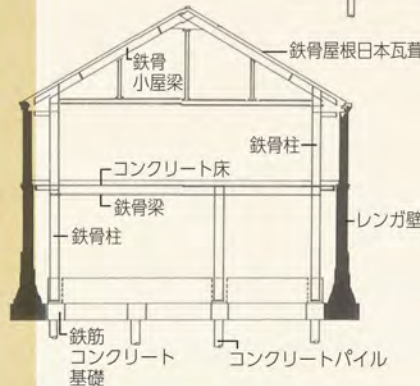 鉄骨屋根日本瓦葺
鉄骨
小屋梁
鉄骨柱
コンクリート床
鉄骨梁
レンガ壁
鉄骨柱
鉄筋
コンクリート
基礎
コンクリートパイル